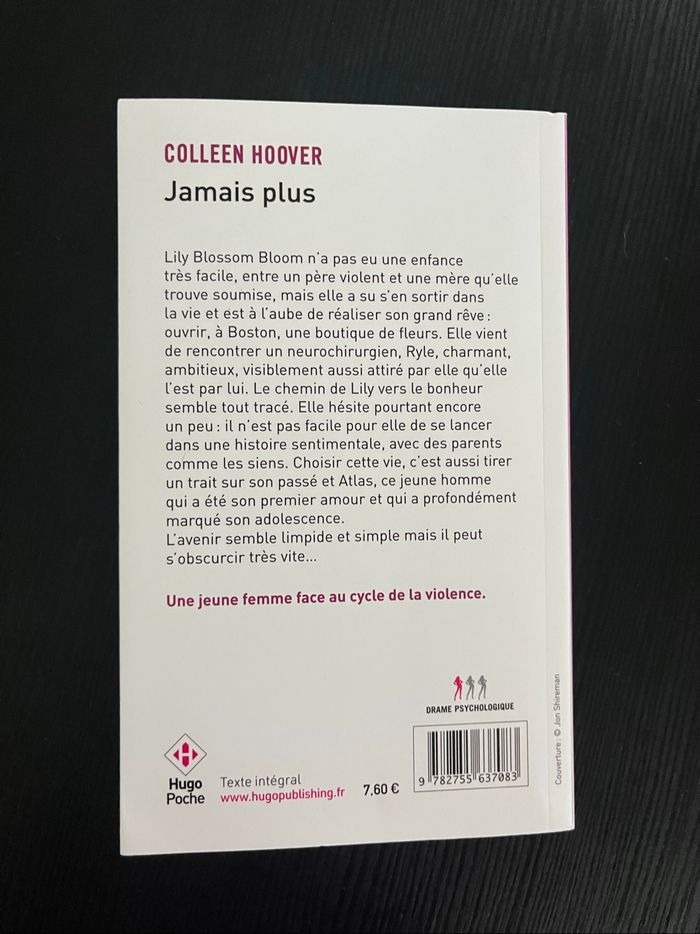 COLLEEN HOOVER
Jamais plus
Lily Blossom Bloom n'a pas eu une enfance
très facile, entre un père violent et une mère qu'elle
trouve soumise, mais elle a su s'en sortir dans
la vie et est à l'aube de réaliser son grand rêve :
ouvrir, à Boston, une boutique de fleurs. Elle vient
de rencontrer un neurochirurgien, Ryle, charmant,
ambitieux, visiblement aussi attiré par elle qu'elle
l'est par lui. Le chemin de Lily vers le bonheur
semble tout tracé. Elle hésite pourtant encore
un peu : il n'est pas facile pour elle de se lancer
dans une histoire sentimentale, avec des parents
comme les siens. Choisir cette vie, c'est aussi tirer
un trait sur son passé et Atlas, ce jeune homme
qui a été son premier amour et qui a profondément
marqué son adolescence.
L'avenir semble limpide et simple mais il peut
s'obscurcir très vite...
Une jeune femme face au cycle de la violence.
DRAME PSYCHOLOGIQUE
Hugo
Poche
Texte intégral
www.hugopublishing.fr
7,60 €
9 782755 637083
Couverture : © Jon Shireman